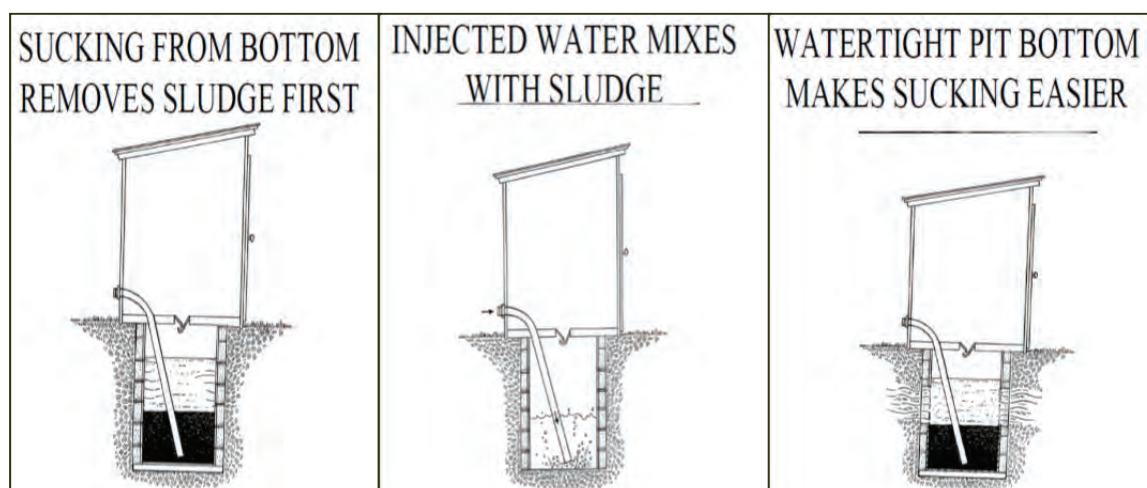 SUCKING FROM BOTTOM
REMOVES SLUDGE FIRST
INJECTED WATER MIXES
WITH SLUDGE
WATERTIGHT PIT BOTTOM
MAKES SUCKING EASIER